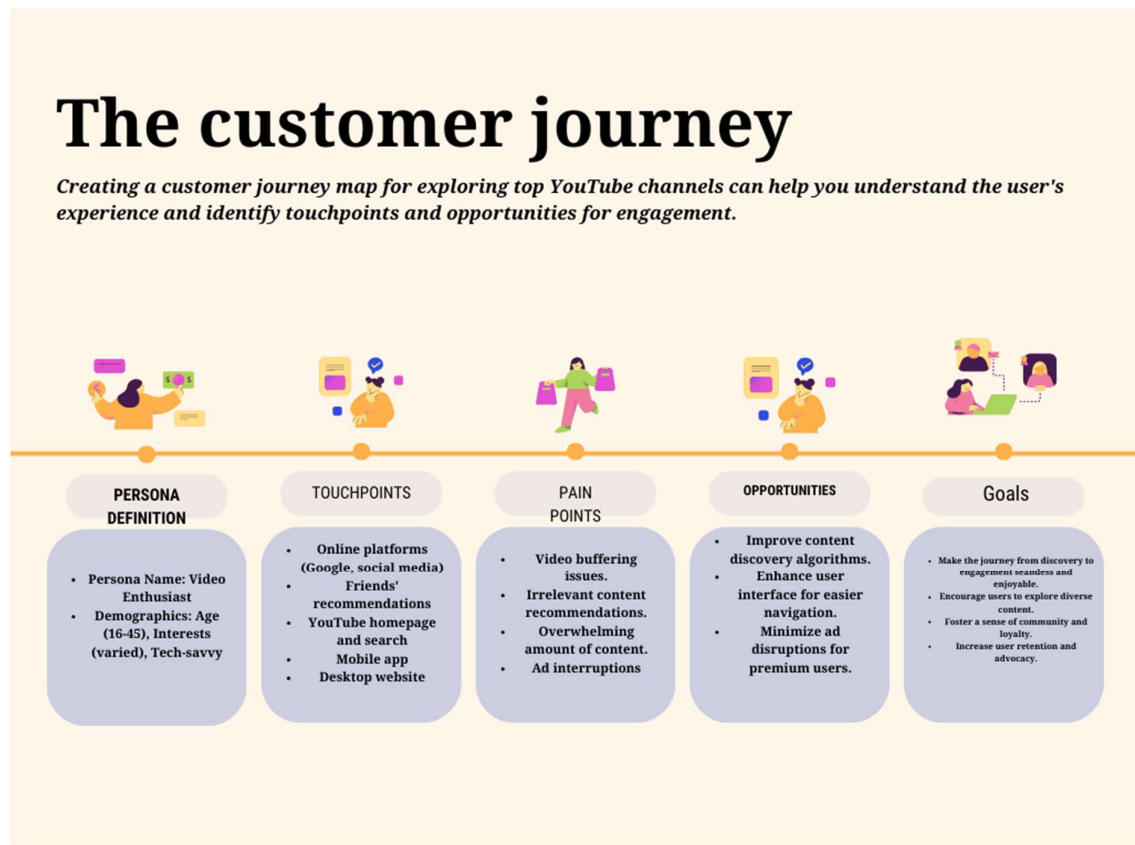 The customer journey
Creating a customer journey map for exploring top YouTube channels can help you understand the user's
experience and identify touchpoints and opportunities for engagement.
$ $
$
PERSONA
DEFINITION
• Persona Name: Video
Enthusiast
• Demographics: Age
(16-45), Interests
(varied), Tech-savvy
TOUCHPOINTS
• Online platforms
(Google, social media)
• Friends'
recommendations
• YouTube homepage
and search
• Mobile app
• Desktop website
PAIN
POINTS
• Video buffering
issues.
• Irrelevant content
recommendations.
• Overwhelming
amount of content.
• Ad interruptions
OPPORTUNITIES
• Improve content
discovery algorithms.
• Enhance user
interface for easier
navigation.
• Minimize ad
disruptions for
premium users.
Goals
• Make the journey from discovery to
engagement seamless and
enjoyable.
• Encourage users to explore diverse
content.
• Foster a sense of community and
loyalty.
• Increase user retention and
advocacy.